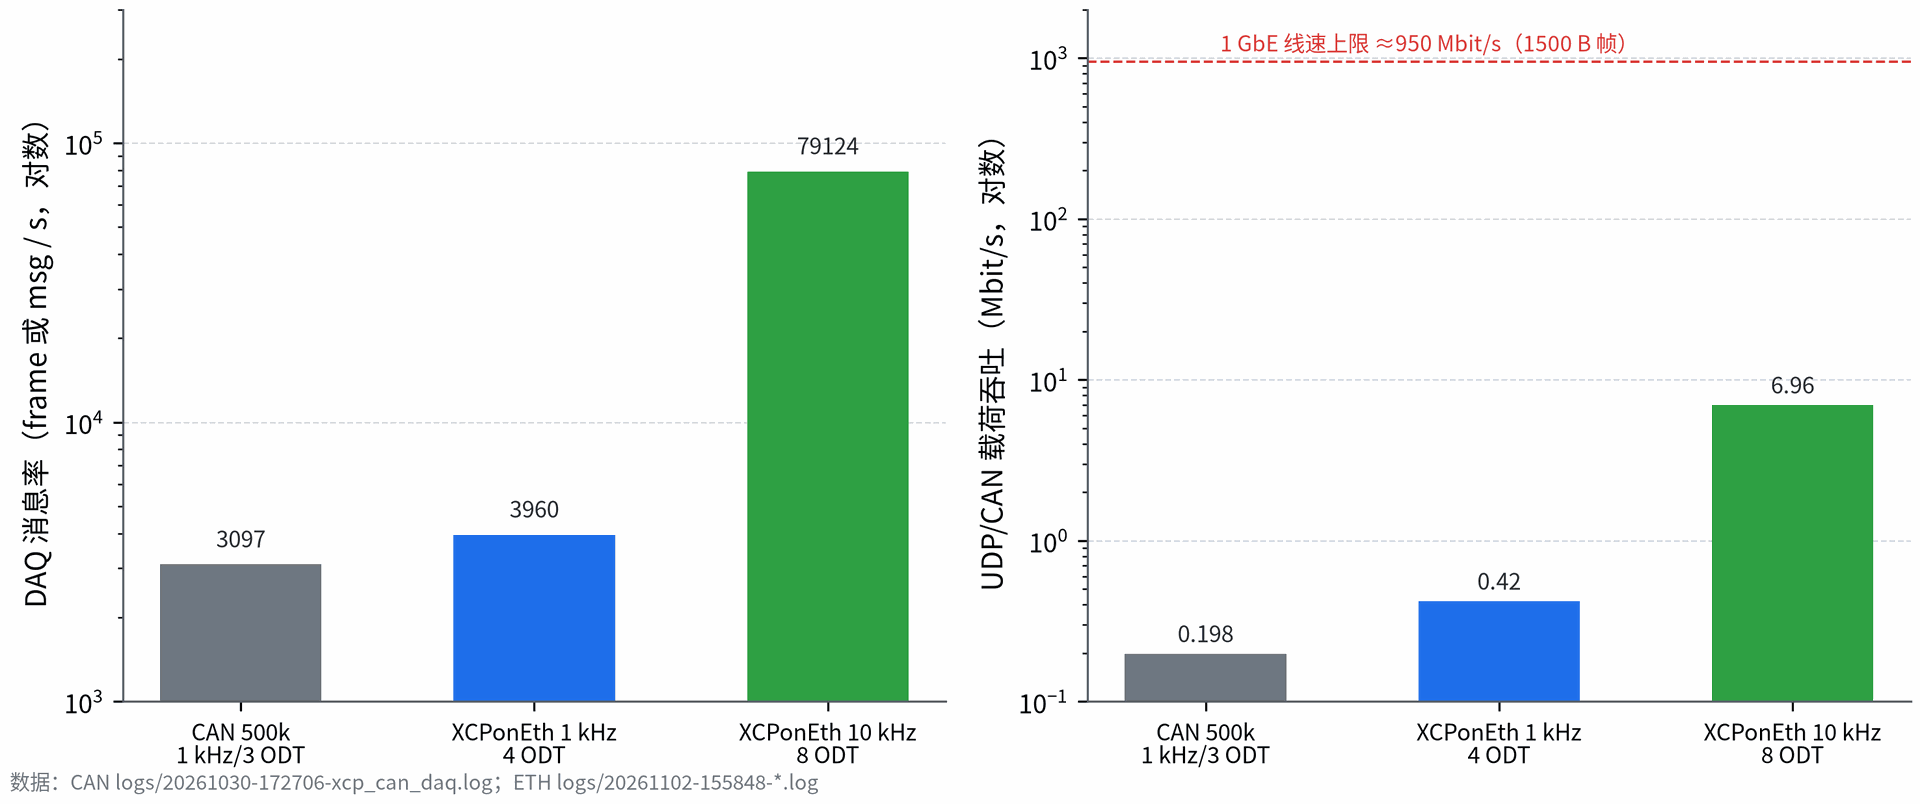 DAQ 消息率（frame 或 msg / s，对数）
10⁵
10⁴
10³
79124
3960
3097
CAN 500k
1 kHz/3 ODT
XCPonEth 1 kHz
4 ODT
XCPonEth 10 kHz
8 ODT
UDP/CAN 载荷吞吐（Mbit/s，对数）
10³
10²
10¹
10⁰
10⁻¹
1 GbE 线速上限 ≈950 Mbit/s（1500 B 帧）
6.96
0.42
0.198
CAN 500k
1 kHz/3 ODT
XCPonEth 1 kHz
4 ODT
XCPonEth 10 kHz
8 ODT
数据：CAN logs/20261030-172706-xcp_can_daq.log；ETH logs/20261102-155848-*.log